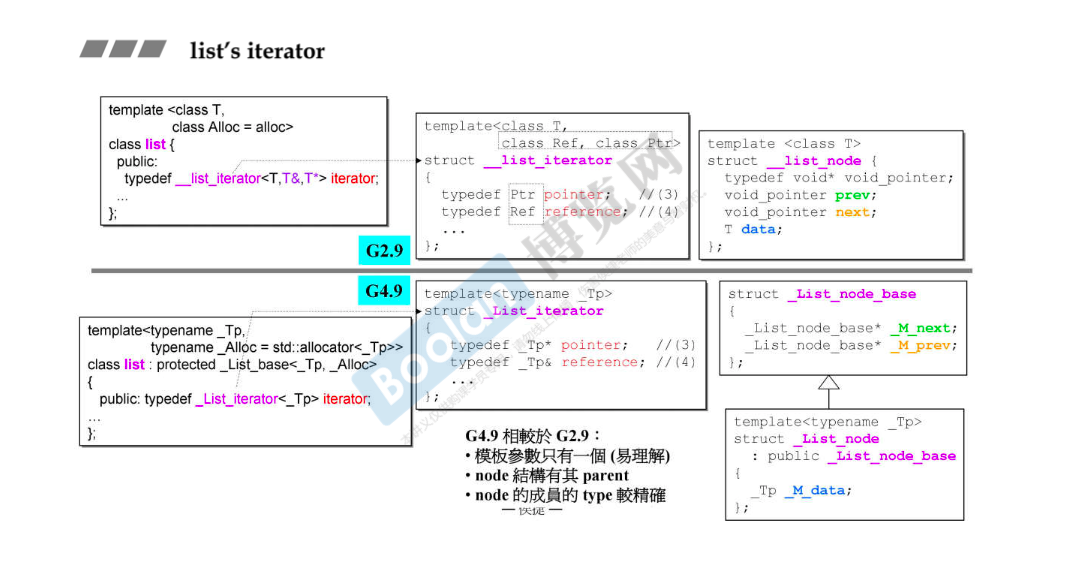 list's iterator
template <class T,
class Alloc = alloc>
class list {
public:
typedef __list_iterator<T,T&,T*> iterator;
...
};
template<class T,
class Ref, class Ptr>
struct __list_iterator
{
typedef Ptr pointer; //(3)
typedef Ref reference; //(4)
...
};
template <class T>
struct __list_node {
typedef void* void_pointer;
void_pointer prev;
void_pointer next;
T data;
};
G2.9
G4.9
template<typename _Tp,
typename _Alloc = std::allocator<_Tp>>
class list : protected _List_base<_Tp, _Alloc>
{
public: typedef _List_iterator<_Tp> iterator;
...
};
template<typename _Tp>
struct _List_iterator
{
typedef _Tp* pointer; //(3)
typedef _Tp& reference; //(4)
...
};
struct _List_node_base
{
_List_node_base* _M_next;
_List_node_base* _M_prev;
};
template<typename _Tp>
struct _List_node
: public _List_node_base
{
_Tp _M_data;
};
G4.9 相較於 G2.9：
• 模板參數只有一個 (易理解)
• node 結構有其 parent
• node 的成員的 type 較精確
Boolan 博览网